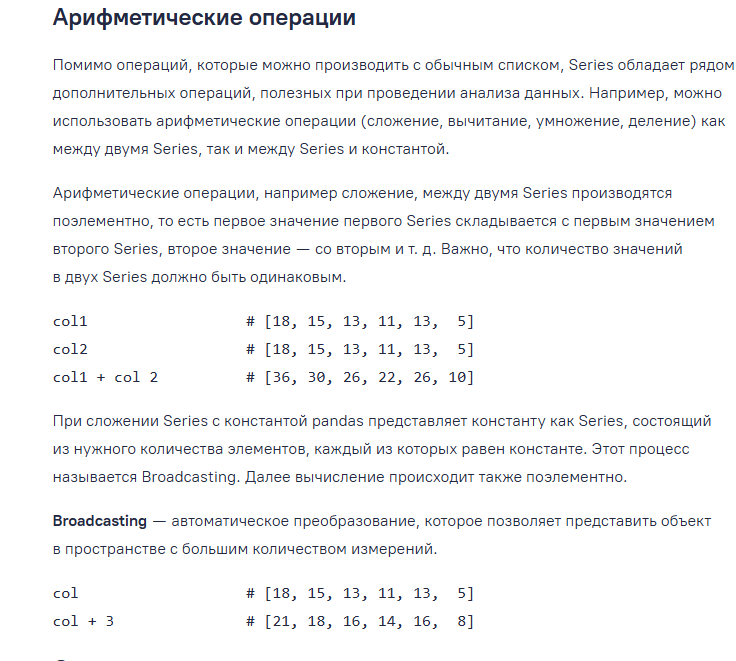 Арифметические операции
Помимо операций, которые можно производить с обычным списком, Series обладает рядом
дополнительных операций, полезных при проведении анализа данных. Например, можно
использовать арифметические операции (сложение, вычитание, умножение, деление) как
между двумя Series, так и между Series и константой.
Арифметические операции, например сложение, между двумя Series производятся
поэлементно, то есть первое значение первого Series складывается с первым значением
второго Series, второе значение — со вторым и т. д. Важно, что количество значений
в двух Series должно быть одинаковым.
col1 # [18, 15, 13, 11, 13, 5]
col2 # [18, 15, 13, 11, 13, 5]
col1 + col 2 # [36, 30, 26, 22, 26, 10]
При сложении Series с константой pandas представляет константу как Series, состоящий
из нужного количества элементов, каждый из которых равен константе. Этот процесс
называется Broadcasting. Далее вычисление происходит также поэлементно.
Broadcasting — автоматическое преобразование, которое позволяет представить объект
в пространстве с большим количеством измерений.
col # [18, 15, 13, 11, 13, 5]
col + 3 # [21, 18, 16, 14, 16, 8]